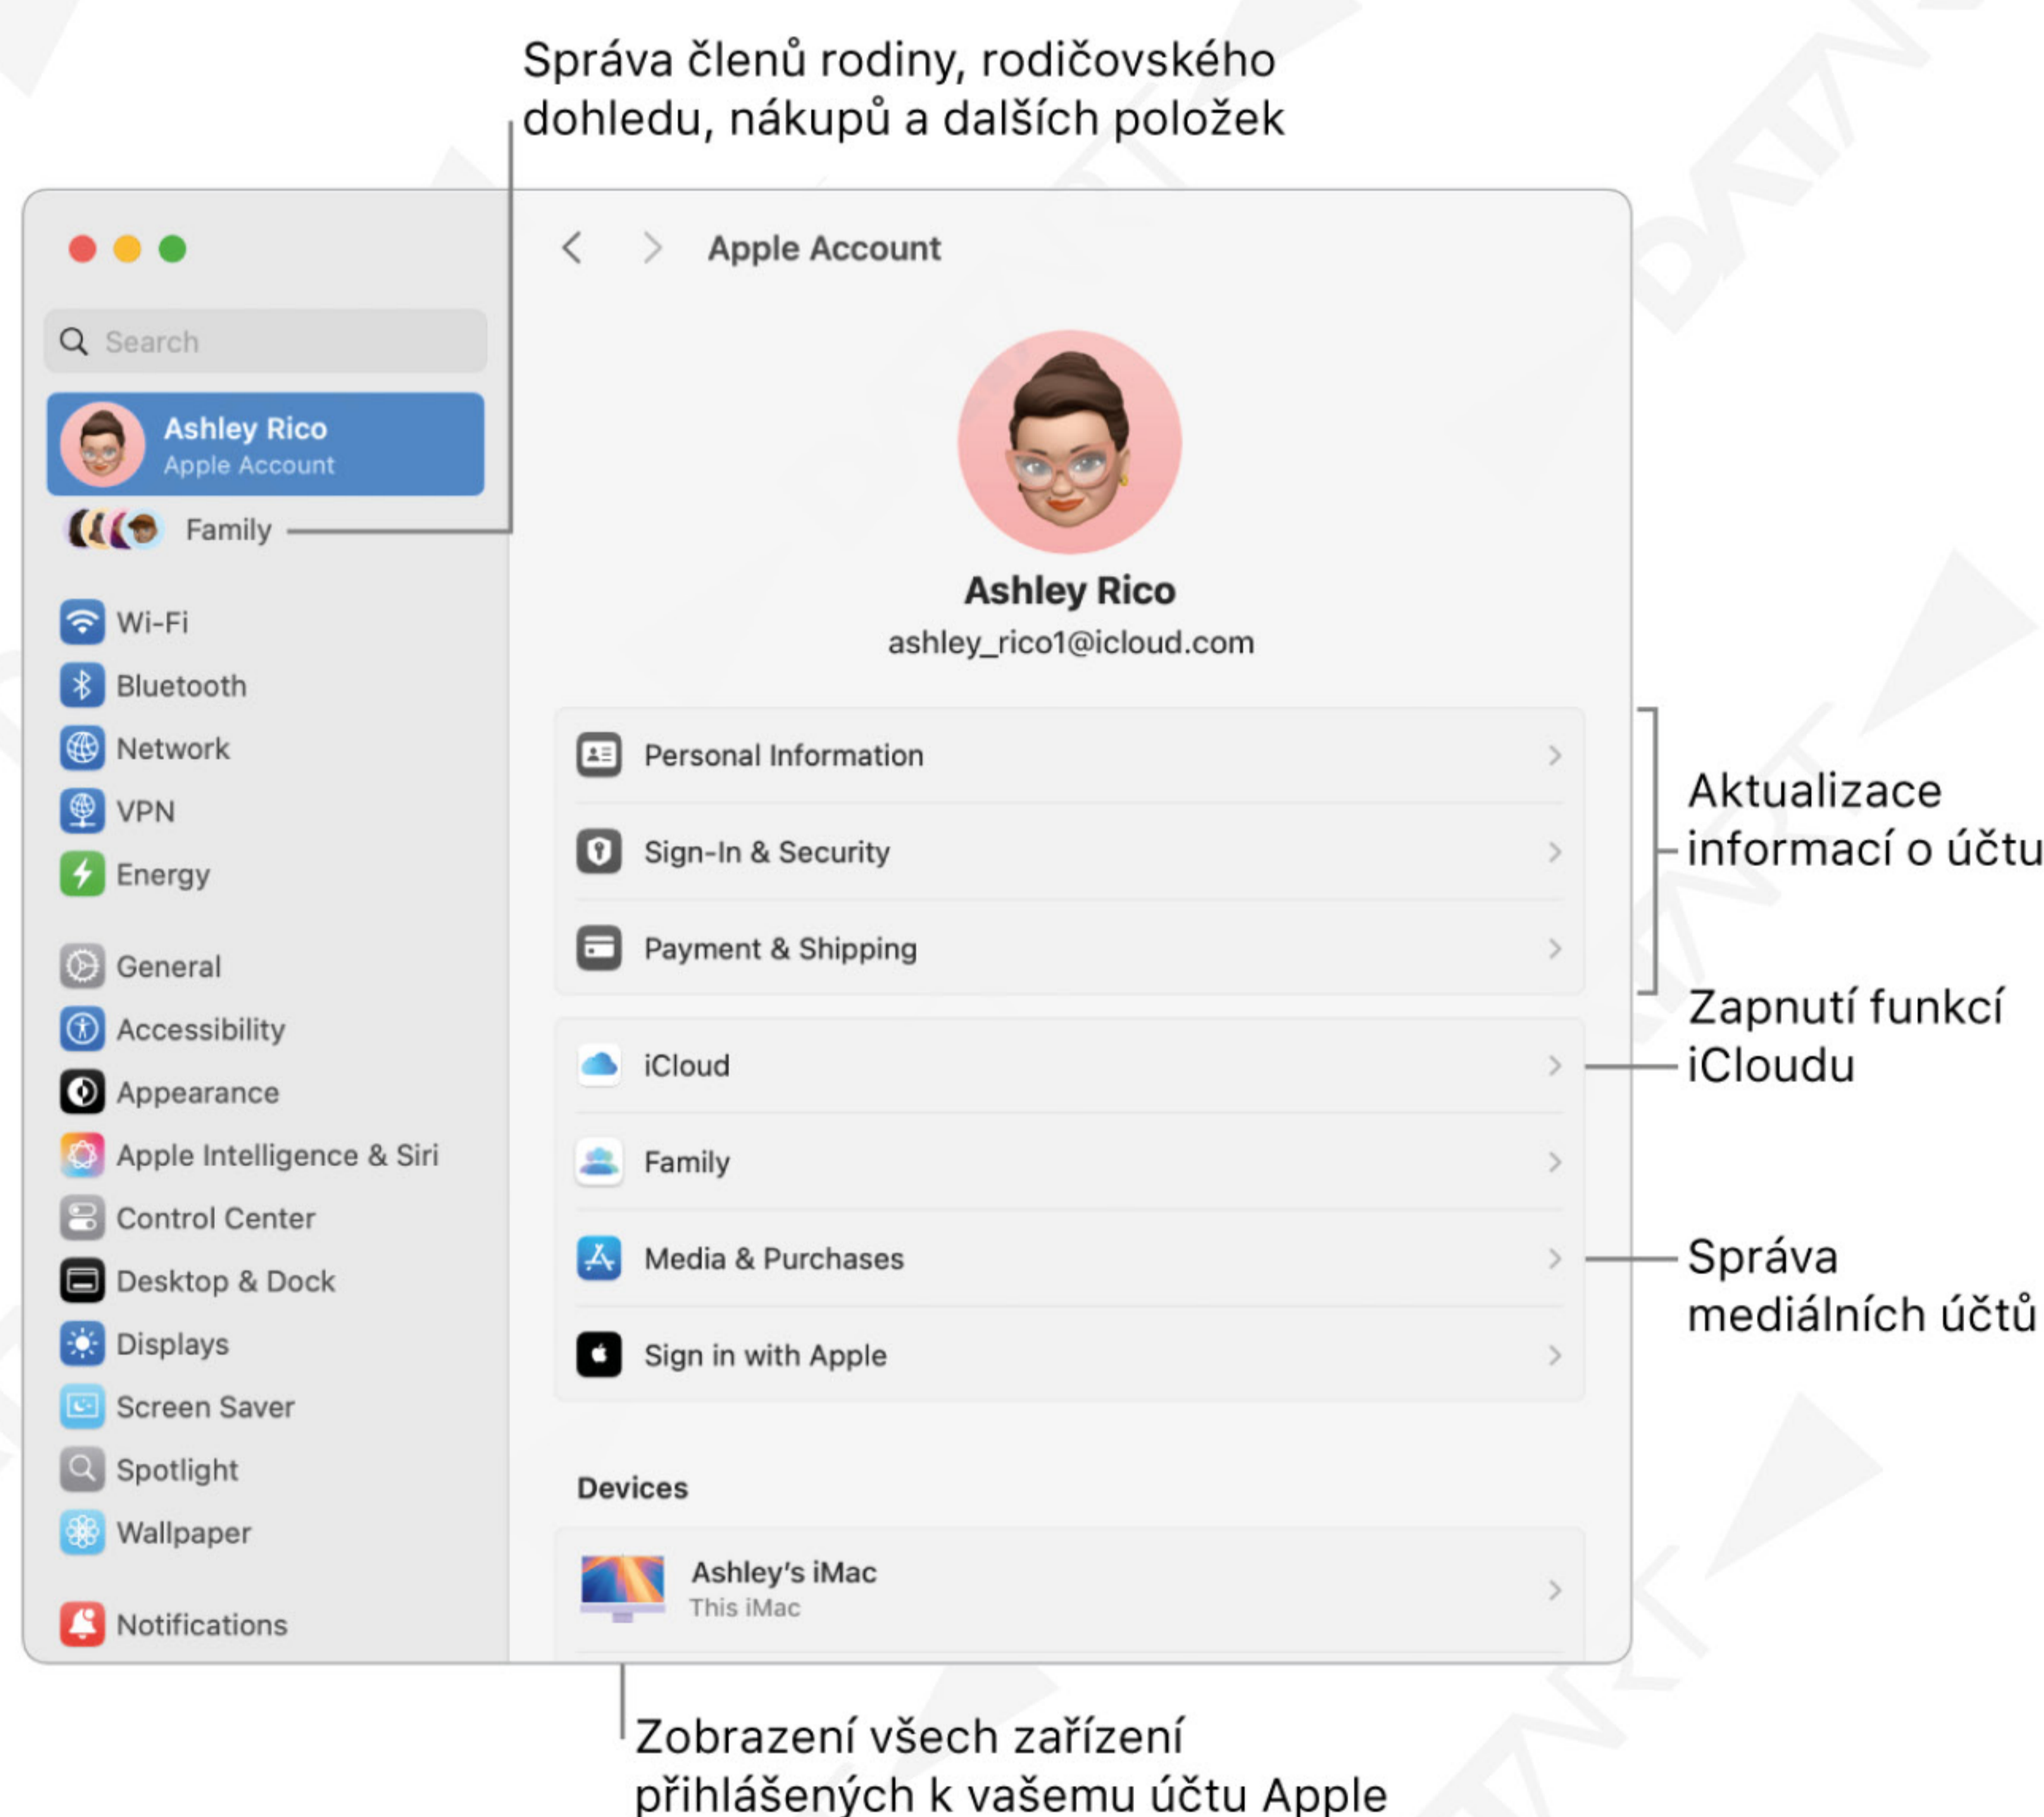 Správa členů rodiny, rodičovského
dohledu, nákupů a dalších položek
Apple Account
Search
Ashley Rico
Apple Account
Family
Wi-Fi
Bluetooth
Network
VPN
Energy
General
Accessibility
Appearance
Apple Intelligence & Siri
Control Center
Desktop & Dock
Displays
Screen Saver
Spotlight
Wallpaper
Notifications
Ashley Rico
ashley_rico1@icloud.com
Personal Information
Sign-In & Security
Payment & Shipping
iCloud
Family
Media & Purchases
Sign in with Apple
Devices
Ashley's iMac
This iMac
Aktualizace
informací o účtu
Zapnutí funkcí
iCloudu
Správa
mediálních účtů
Zobrazení všech zařízení
přihlášených k vašemu účtu Apple